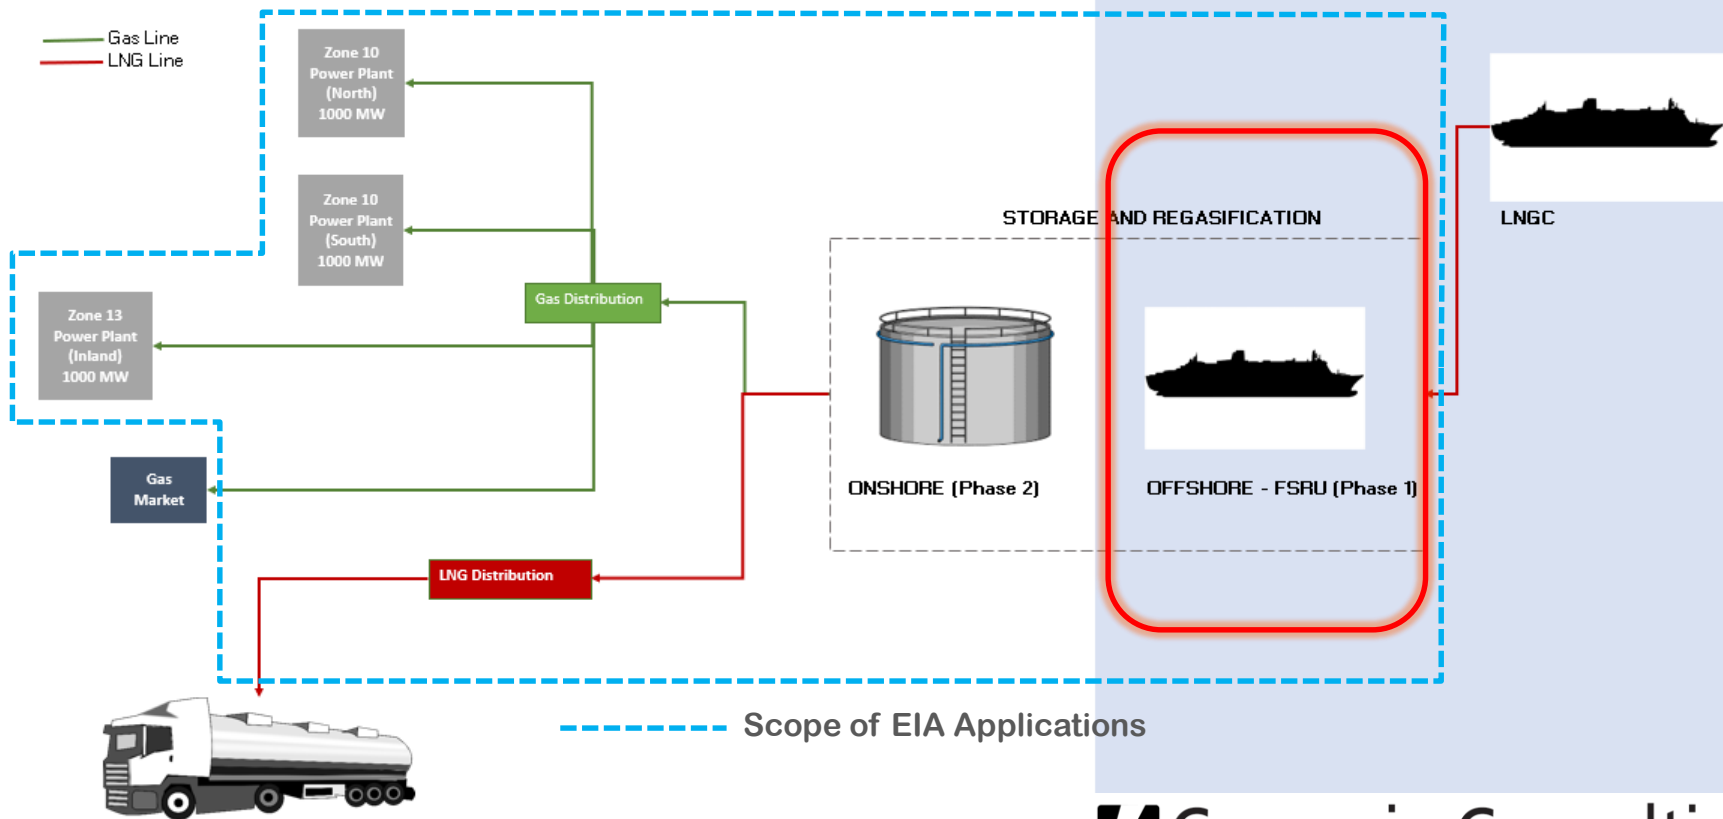 Gas Line
LNG Line
Zone 10
Power Plant
(North)
1000 MW
Zone 10
Power Plant
(South)
1000 MW
Zone 13
Power Plant
(Inland)
1000 MW
Gas
Market
Gas Distribution
LNG Distribution
STORAGE AND REGASIFICATION
ONSHORE (Phase 2)
OFFSHORE - FSRU (Phase 1)
LNGC
Scope of EIA Applications